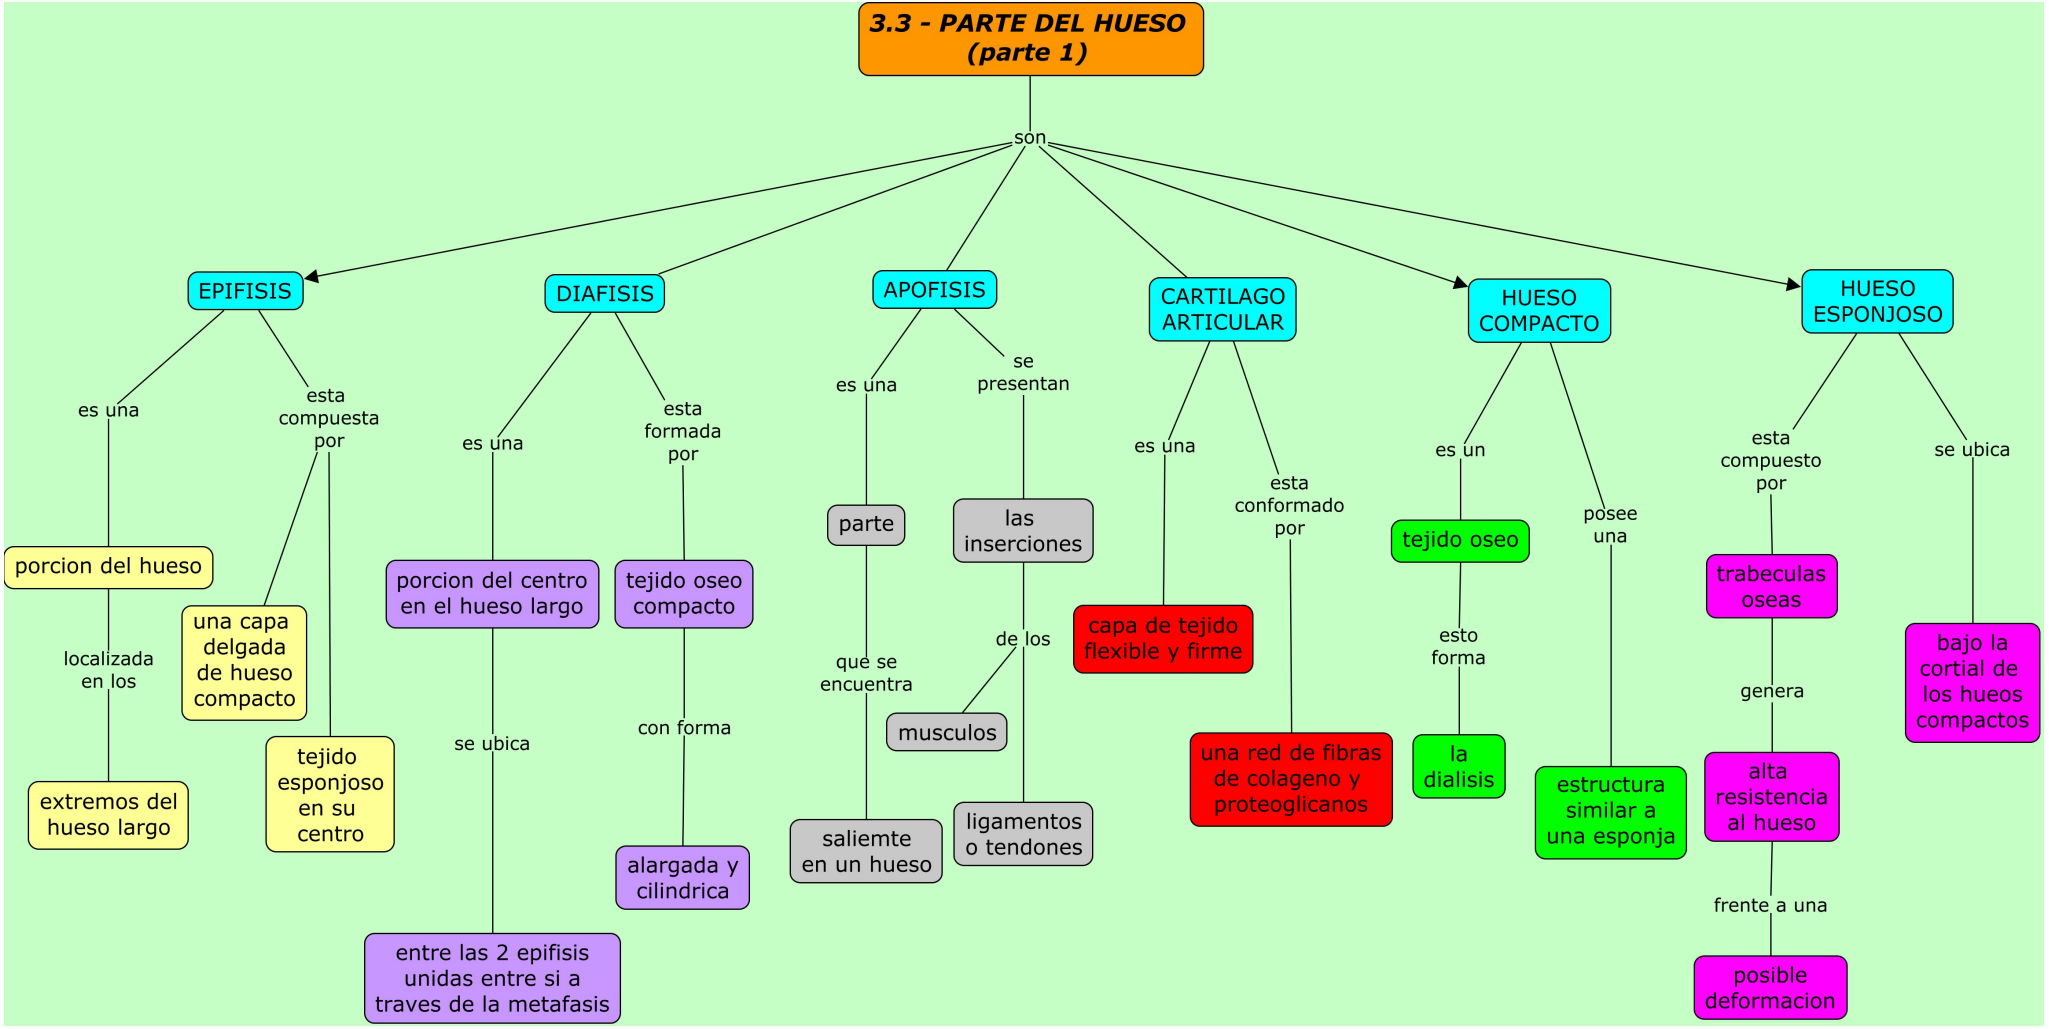 3.3 - PARTE DEL HUESO
(parte 1)
son
EPIFISIS
DIAFISIS
APOFISIS
CARTILAGO
ARTICULAR
HUESO
COMPACTO
HUESO
ESPONJOSO
es una
porcion del hueso
localizada
en los
extremos del
hueso largo
esta
compuesta
por
una capa
delgada
de hueso
compacto
tejido
esponjoso
en su
centro
es una
porcion del centro
en el hueso largo
se ubica
entre las 2 epifisis
unidas entre si a
traves de la metafasis
esta
formada
por
tejido oseo
compacto
con forma
alargada y
cilindrica
es una
parte
que se
encuentra
saliemte
en un hueso
se
presentan
las
inserciones
de los
musculos
ligamentos
o tendones
es una
capa de tejido
flexible y firme
esta
conformado
por
una red de fibras
de colageno y
proteoglicanos
es un
tejido oseo
esto
forma
la
dialisis
posee
una
estructura
similar a
una esponja
esta
compuesto
por
trabeculas
oseas
genera
alta
resistencia
al hueso
frente a una
posible
deformacion
se ubica
bajo la
cortial de
los hueos
compactos